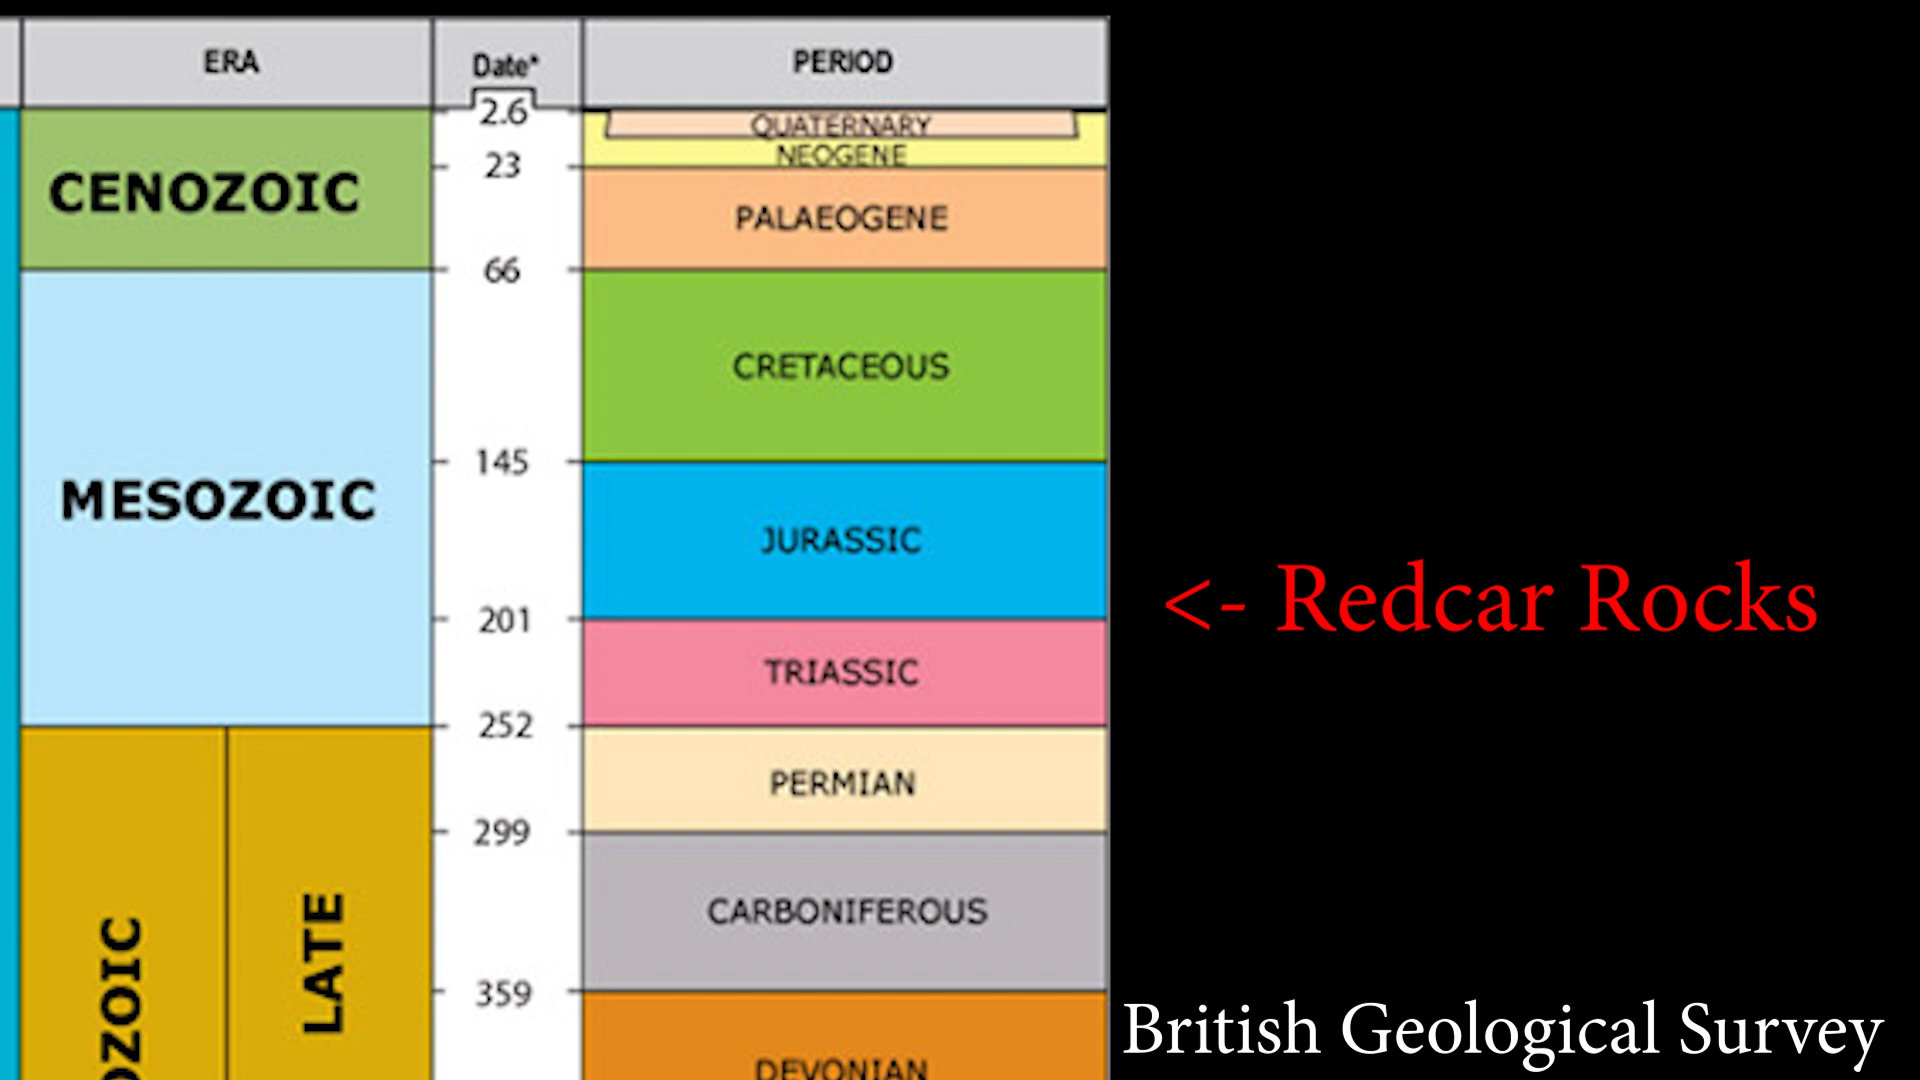 ERA Date* PERIOD
2.6
QUATERNARY
NEOGENE
23
CENOZOIC
PALAEOGENE
66
CRETACEOUS
145
MESOZOIC
JURASSIC
<- Redcar Rocks
201
TRIASSIC
252
PERMIAN
299
CARBONIFEROUS
LATE
OZOIC
359
British Geological Survey
DEVONIAN